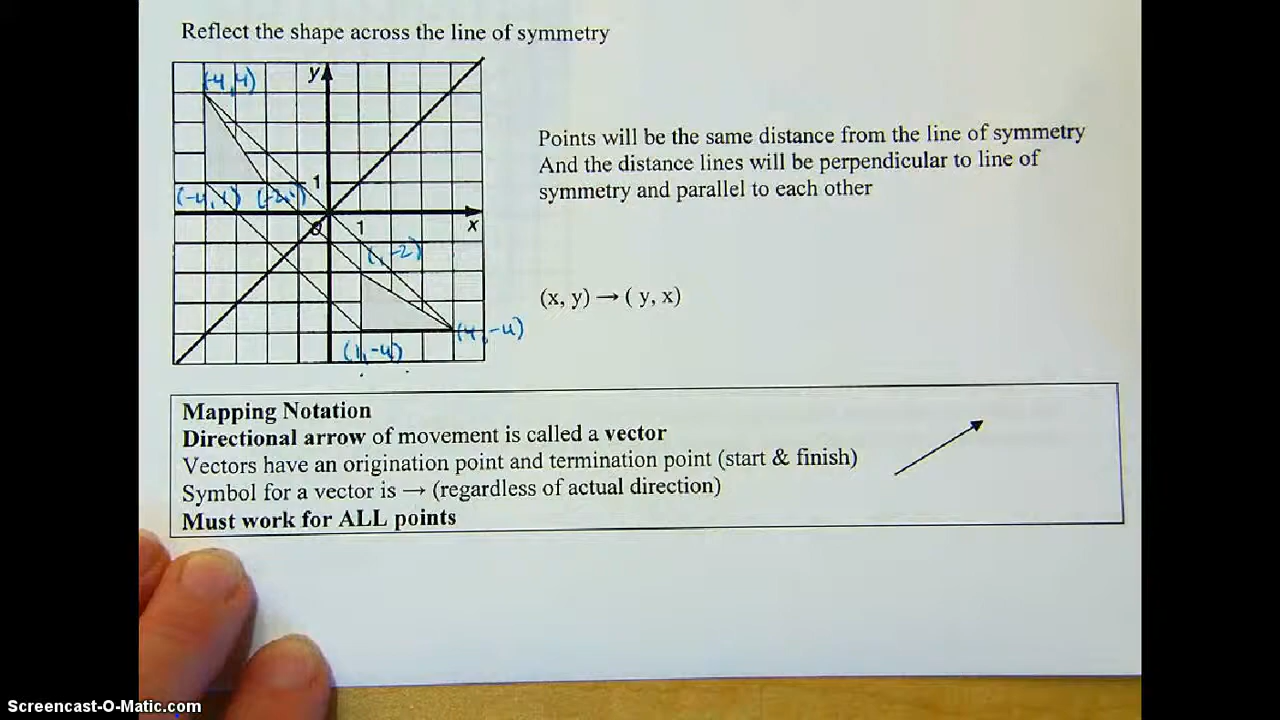 Reflect the shape across the line of symmetry
(-4,4)
y
Points will be the same distance from the line of symmetry
And the distance lines will be perpendicular to line of
symmetry and parallel to each other
1
(-4,1) (-2,1)
0 1 x
(1,-2)
(x, y) → ( y, x)
(4,-4)
(1,-4)
Mapping Notation
Directional arrow of movement is called a vector
Vectors have an origination point and termination point (start & finish)
Symbol for a vector is → (regardless of actual direction)
Must work for ALL points
Screencast-O-Matic.com